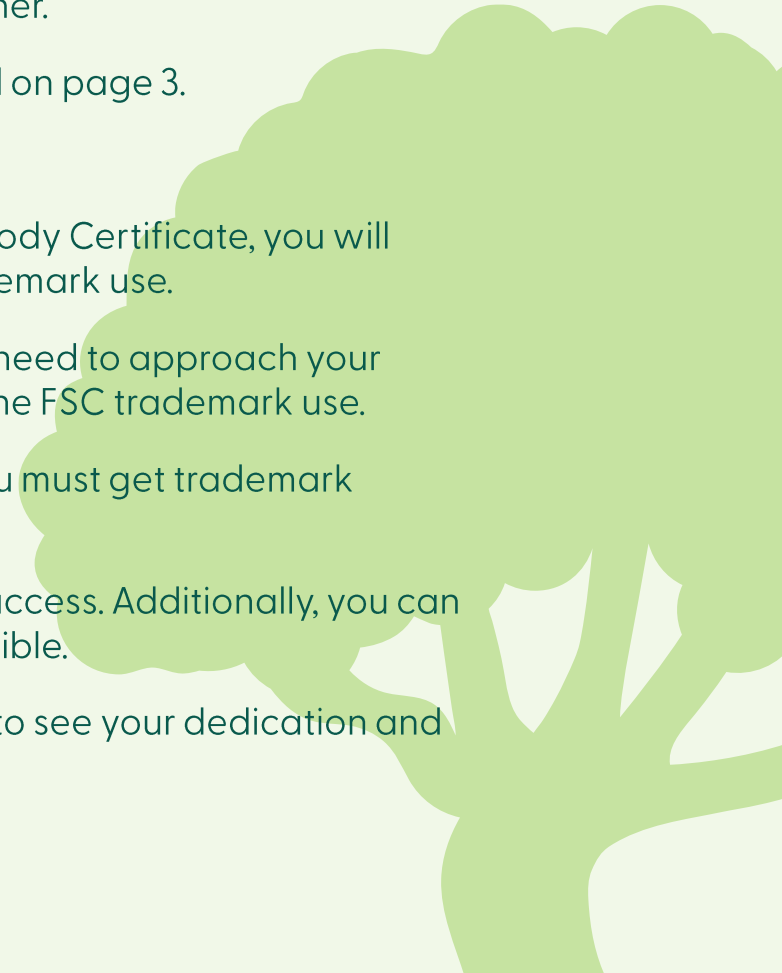 ner.
on page 3.
ody Certificate, you will
emark use.
need to approach your
ne FSC trademark use.
u must get trademark
uccess. Additionally, you can
ible.
to see your dedication and